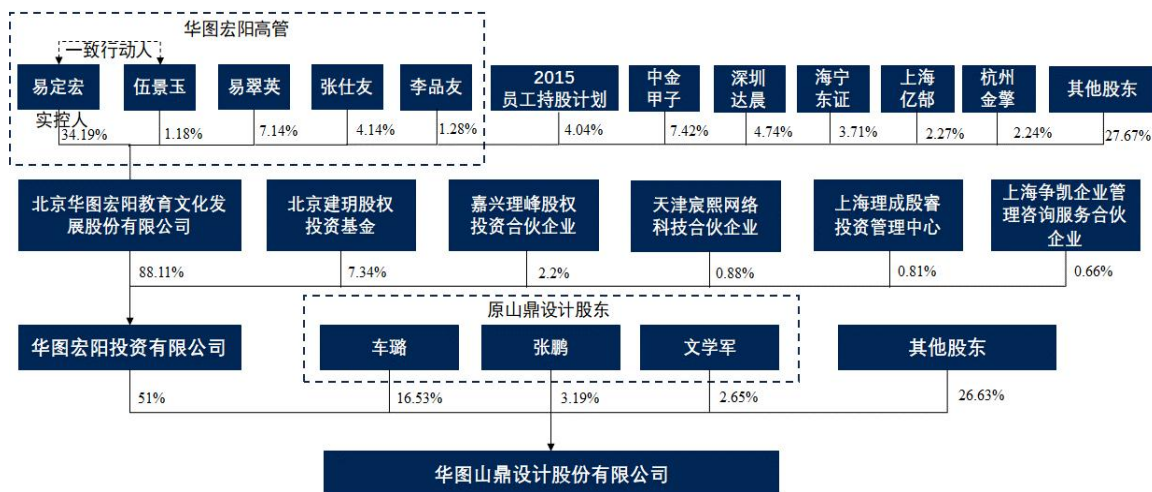 华图宏阳高管
一致行动人
易定宏
伍景玉
易翠英
张仕友
李品友
2015
员工持股计划
中金
甲子
深圳
达晨
海宁
东证
上海
亿郜
杭州
金擎
其他股东
实控人
34.19%
1.18%
7.14%
4.14%
1.28%
4.04%
7.42%
4.74%
3.71%
2.27%
2.24%
27.67%
北京华图宏阳教育文化发
展股份有限公司
北京建玥股权
投资基金
嘉兴理峰股权
投资合伙企业
天津宸熙网络
科技合伙企业
上海理成殷睿
投资管理中心
上海争凯企业管
理咨询服务合伙
企业
88.11%
7.34%
2.2%
0.88%
0.81%
0.66%
原山鼎设计股东
华图宏阳投资有限公司
车璐
张鹏
文学军
其他股东
51%
16.53%
3.19%
2.65%
26.63%
华图山鼎设计股份有限公司